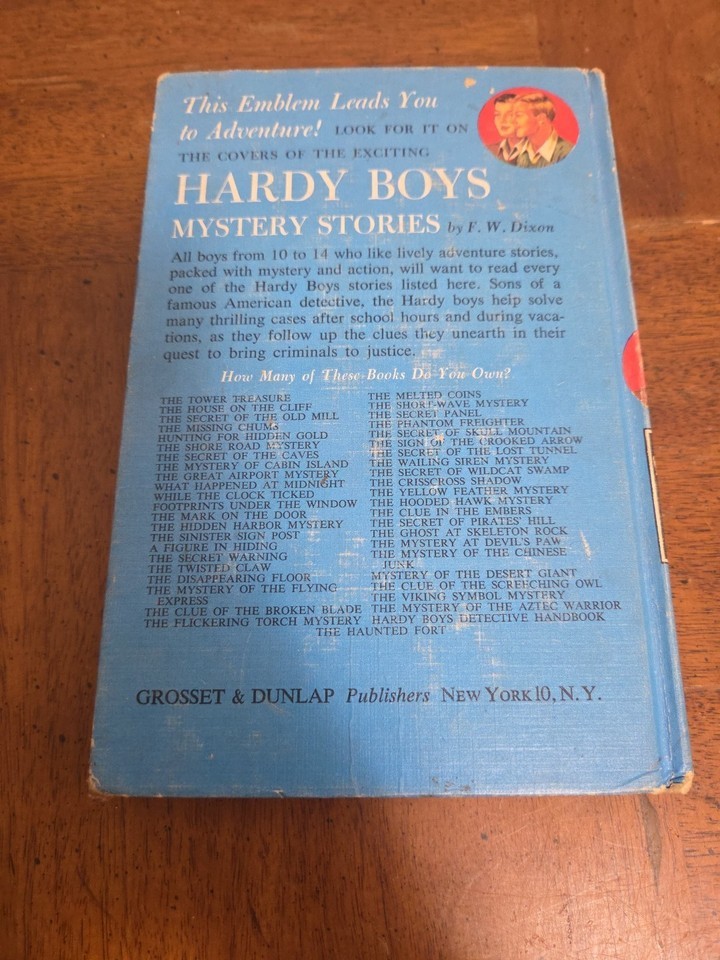 This Emblem Leads You
to Adventure! LOOK FOR IT ON
THE COVERS OF THE EXCITING
HARDY BOYS
MYSTERY STORIES by F. W. Dixon
All boys from 10 to 14 who like lively adventure stories,
packed with mystery and action, will want to read every
one of the Hardy Boys stories listed here. Sons of a
famous American detective, the Hardy boys help solve
many thrilling cases after school hours and during vaca-
tions, as they follow up the clues they unearth in their
quest to bring criminals to justice.
How Many of These Books Do You Own?
THE TOWER TREASURE
THE HOUSE ON THE CLIFF
THE SECRET OF THE OLD MILL
THE MISSING CHUMS
HUNTING FOR HIDDEN GOLD
THE SHORE ROAD MYSTERY
THE SECRET OF THE CAVES
THE MYSTERY OF CABIN ISLAND
THE GREAT AIRPORT MYSTERY
WHAT HAPPENED AT MIDNIGHT
WHILE THE CLOCK TICKED
FOOTPRINTS UNDER THE WINDOW
THE MARK ON THE DOOR
THE HIDDEN HARBOR MYSTERY
THE SINISTER SIGN POST
A FIGURE IN HIDING
THE SECRET WARNING
THE TWISTED CLAW
THE DISAPPEARING FLOOR
THE MYSTERY OF THE FLYING
EXPRESS
THE CLUE OF THE BROKEN BLADE
THE FLICKERING TORCH MYSTERY
THE MELTED COINS
THE SHORT-WAVE MYSTERY
THE SECRET PANEL
THE PHANTOM FREIGHTER
THE SECRET OF SKULL MOUNTAIN
THE SIGN OF THE CROOKED ARROW
THE SECRET OF THE LOST TUNNEL
THE WAILING SIREN MYSTERY
THE SECRET OF WILDCAT SWAMP
THE CRISSCROSS SHADOW
THE YELLOW FEATHER MYSTERY
THE HOODED HAWK MYSTERY
THE CLUE IN THE EMBERS
THE SECRET OF PIRATES' HILL
THE GHOST AT SKELETON ROCK
THE MYSTERY AT DEVIL'S PAW
THE MYSTERY OF THE CHINESE
JUNK
MYSTERY OF THE DESERT GIANT
THE CLUE OF THE SCREECHING OWL
THE VIKING SYMBOL MYSTERY
THE MYSTERY OF THE AZTEC WARRIOR
HARDY BOYS DETECTIVE HANDBOOK
THE HAUNTED FORT
GROSSET & DUNLAP Publishers NEW YORK 10, N. Y.